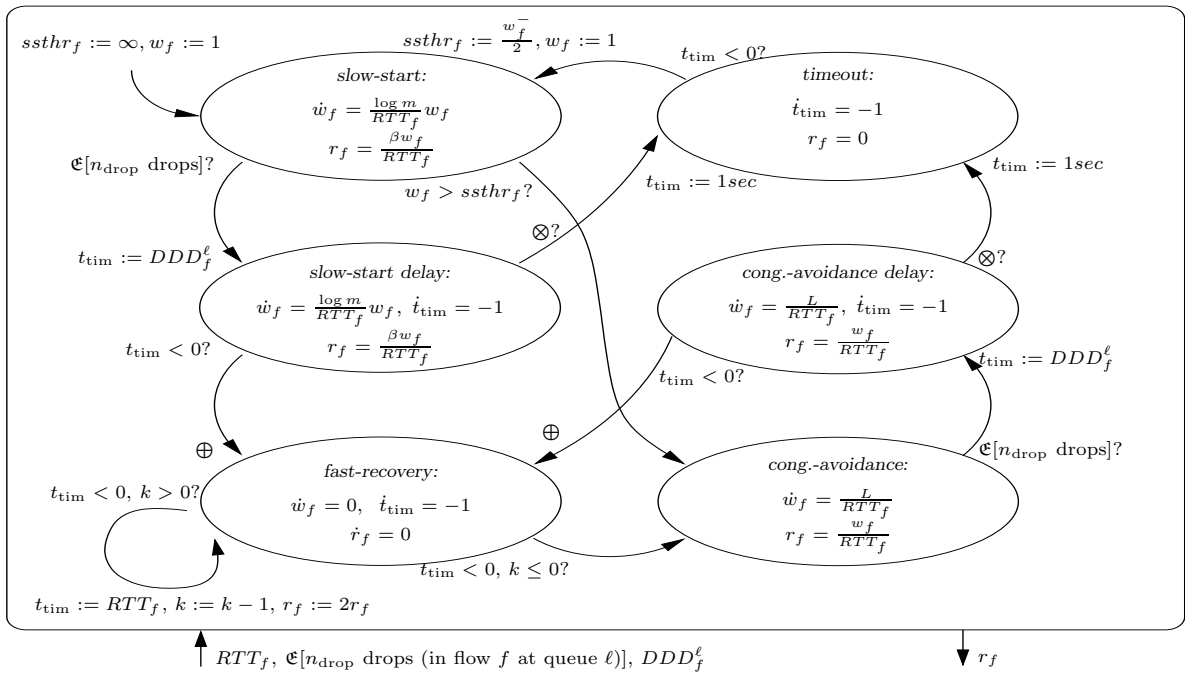 ssthr_f := ∞, w_f := 1
ssthr_f := w_f^-/2, w_f := 1
t_tim < 0?
slow-start:
ẇ_f = (log m / RTT_f) w_f
r_f = βw_f / RTT_f
timeout:
ṫ_tim = −1
r_f = 0
𝕰[n_drop drops]?
w_f > ssthr_f?
t_tim := 1sec
t_tim := 1sec
t_tim := DDD_f^ℓ
⊗?
⊗?
slow-start delay:
ẇ_f = (log m / RTT_f) w_f, ṫ_tim = −1
r_f = βw_f / RTT_f
cong.-avoidance delay:
ẇ_f = L / RTT_f, ṫ_tim = −1
r_f = w_f / RTT_f
t_tim < 0?
t_tim < 0?
t_tim := DDD_f^ℓ
⊕
⊕
𝕰[n_drop drops]?
fast-recovery:
ẇ_f = 0, ṫ_tim = −1
ṙ_f = 0
cong.-avoidance:
ẇ_f = L / RTT_f
r_f = w_f / RTT_f
t_tim < 0, k > 0?
t_tim < 0, k ≤ 0?
t_tim := RTT_f, k := k − 1, r_f := 2r_f
RTT_f, 𝕰[n_drop drops (in flow f at queue ℓ)], DDD_f^ℓ
r_f